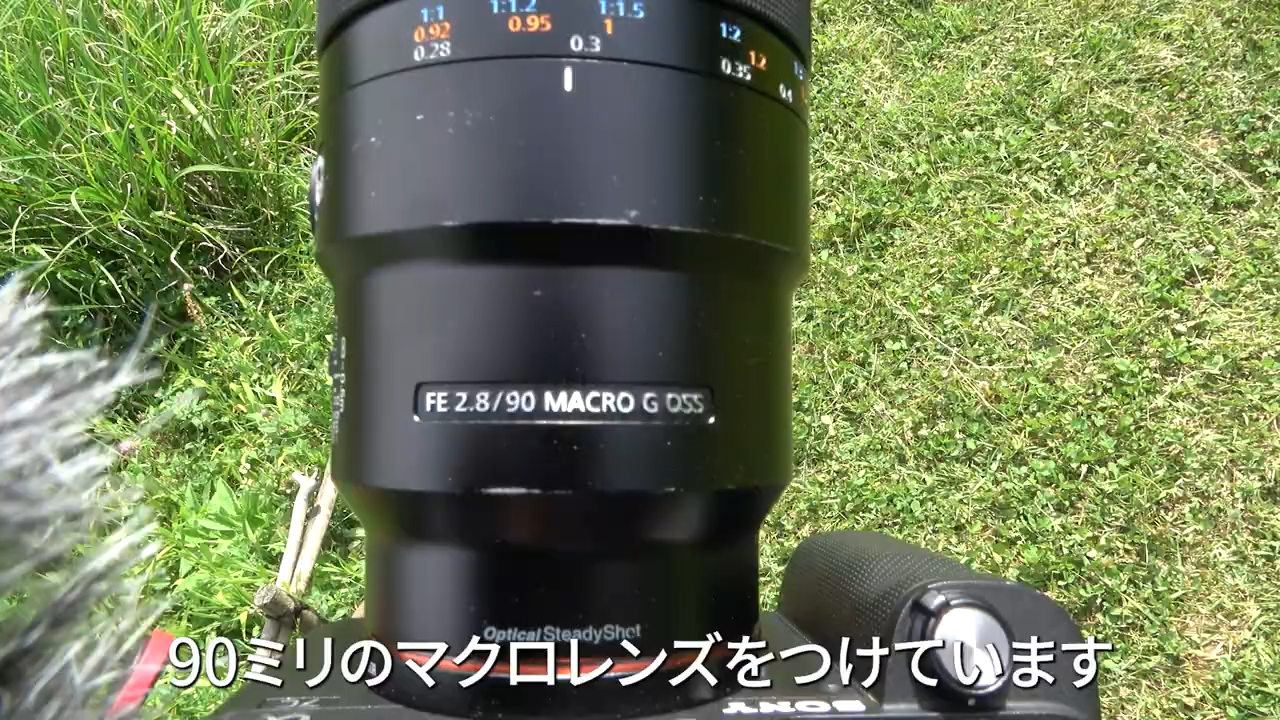 1:1 1:1.2 1:1.5 1:2
0.92 0.95 1 1.2
0.28 0.3 0.35 0.4
FE 2.8/90 MACRO G OSS
Optical SteadyShot
90ミリのマクロレンズをつけています
SONY